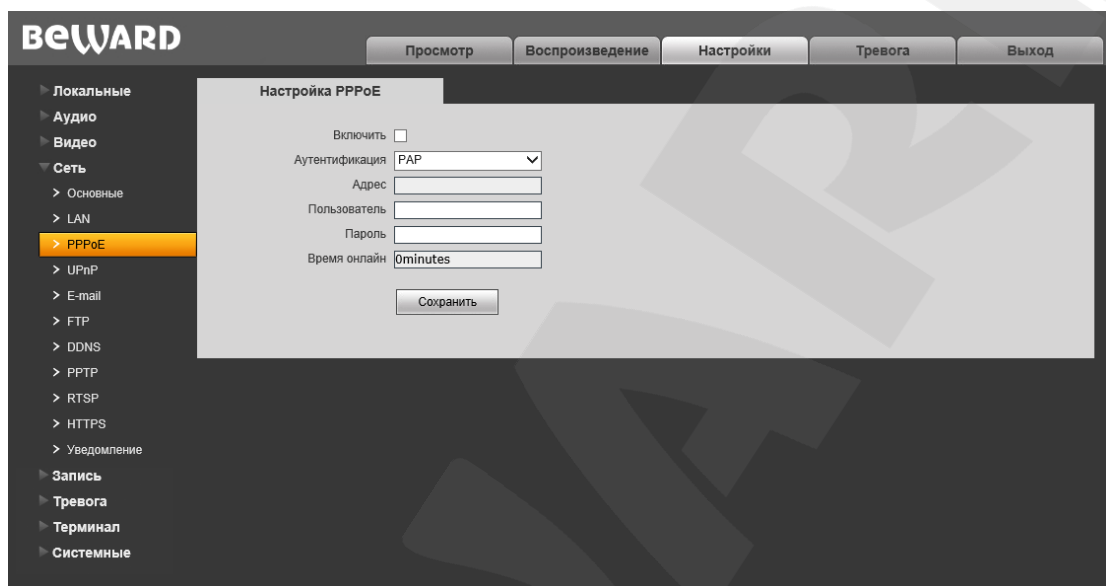 BEWARD
Просмотр
Воспроизведение
Настройки
Тревога
Выход
Локальные
Аудио
Видео
Сеть
> Основные
> LAN
> PPPoE
> UPnP
> E-mail
> FTP
> DDNS
> PPTP
> RTSP
> HTTPS
> Уведомление
Запись
Тревога
Терминал
Системные
Настройка PPPoE
Включить
Аутентификация PAP
Адрес
Пользователь
Пароль
Время онлайн 0minutes
Сохранить